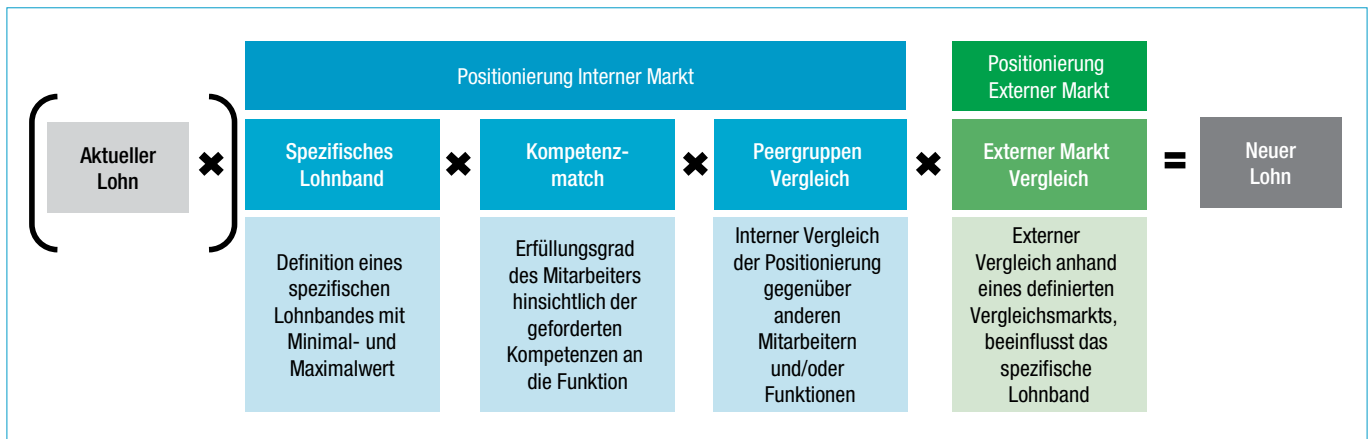 Positionierung Interner Markt
Positionierung
Externer Markt
Aktueller
Lohn
✖
Spezifisches
Lohnband
✖
Kompetenz-
match
✖
Peergruppen
Vergleich
✖
Externer Markt
Vergleich
=
Neuer
Lohn
Definition eines
spezifischen
Lohnbandes mit
Minimal- und
Maximalwert
Erfüllungsgrad
des Mitarbeiters
hinsichtlich der
geforderten
Kompetenzen an
die Funktion
Interner Vergleich
der Positionierung
gegenüber
anderen
Mitarbeitern
und/oder
Funktionen
Externer
Vergleich anhand
eines definierten
Vergleichsmarkts,
beeinflusst das
spezifische
Lohnband